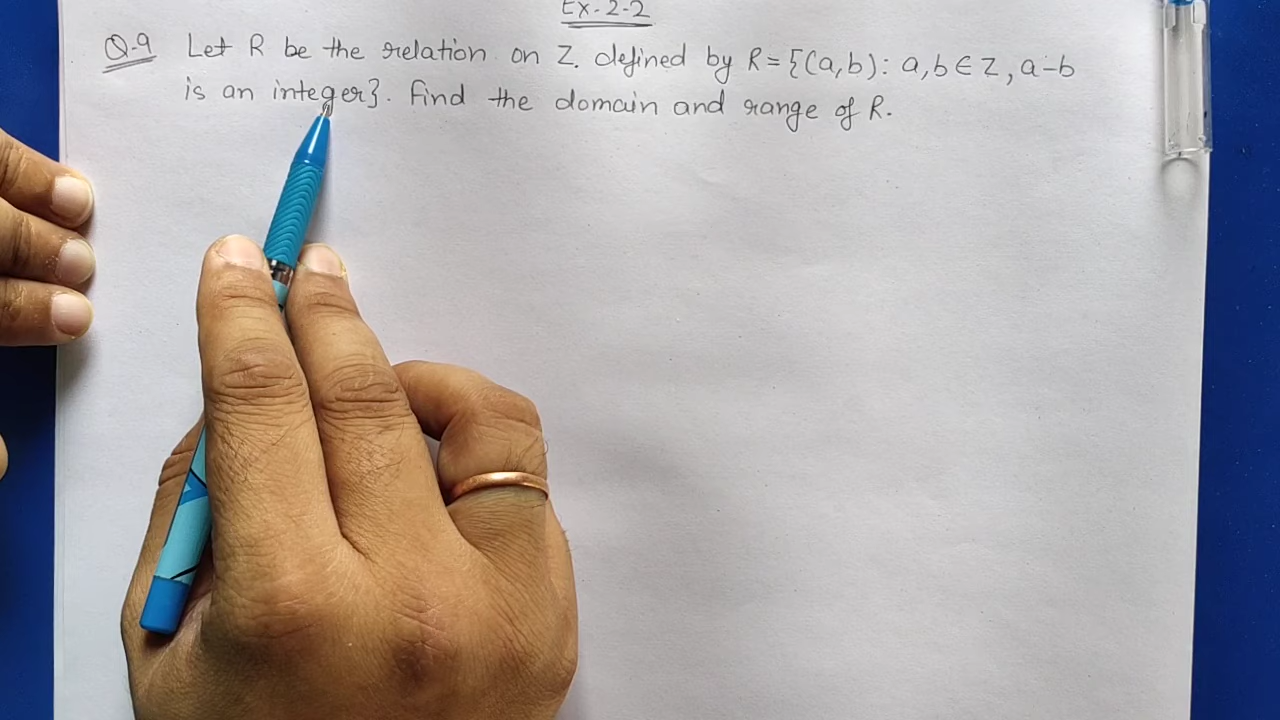 Ex-2-2
Q-9 Let R be the relation on Z defined by R={(a,b): a,b∈Z, a-b
is an integer}. Find the domain and range of R.